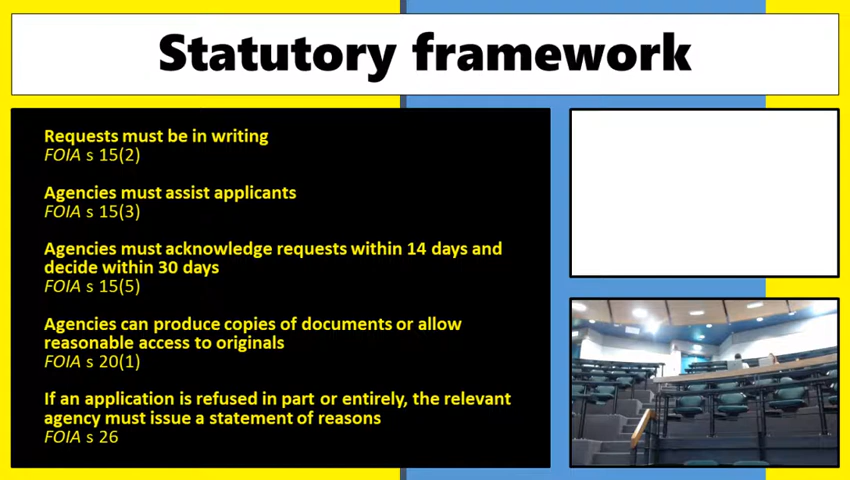 Statutory framework
Requests must be in writing
FOIA s 15(2)
Agencies must assist applicants
FOIA s 15(3)
Agencies must acknowledge requests within 14 days and
decide within 30 days
FOIA s 15(5)
Agencies can produce copies of documents or allow
reasonable access to originals
FOIA s 20(1)
If an application is refused in part or entirely, the relevant
agency must issue a statement of reasons
FOIA s 26